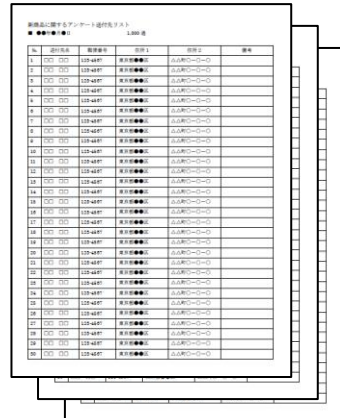 新商品に関するアンケート送付先リスト
■ ●●年●月●日 1,000 通
№ 送付先名 郵便番号 住所1 住所2 備考
1 □□ □□ 123-4567 東京都●●区 △△町○-○-○
2 □□ □□ 123-4567 東京都●●区 △△町○-○-○
3 □□ □□ 123-4567 東京都●●区 △△町○-○-○
4 □□ □□ 123-4567 東京都●●区 △△町○-○-○
5 □□ □□ 123-4567 東京都●●区 △△町○-○-○
6 □□ □□ 123-4567 東京都●●区 △△町○-○-○
7 □□ □□ 123-4567 東京都●●区 △△町○-○-○
8 □□ □□ 123-4567 東京都●●区 △△町○-○-○
9 □□ □□ 123-4567 東京都●●区 △△町○-○-○
10 □□ □□ 123-4567 東京都●●区 △△町○-○-○
11 □□ □□ 123-4567 東京都●●区 △△町○-○-○
12 □□ □□ 123-4567 東京都●●区 △△町○-○-○
13 □□ □□ 123-4567 東京都●●区 △△町○-○-○
14 □□ □□ 123-4567 東京都●●区 △△町○-○-○
15 □□ □□ 123-4567 東京都●●区 △△町○-○-○
16 □□ □□ 123-4567 東京都●●区 △△町○-○-○
17 □□ □□ 123-4567 東京都●●区 △△町○-○-○
18 □□ □□ 123-4567 東京都●●区 △△町○-○-○
19 □□ □□ 123-4567 東京都●●区 △△町○-○-○
20 □□ □□ 123-4567 東京都●●区 △△町○-○-○
21 □□ □□ 123-4567 東京都●●区 △△町○-○-○
22 □□ □□ 123-4567 東京都●●区 △△町○-○-○
23 □□ □□ 123-4567 東京都●●区 △△町○-○-○
24 □□ □□ 123-4567 東京都●●区 △△町○-○-○
25 □□ □□ 123-4567 東京都●●区 △△町○-○-○
26 □□ □□ 123-4567 東京都●●区 △△町○-○-○
27 □□ □□ 123-4567 東京都●●区 △△町○-○-○
28 □□ □□ 123-4567 東京都●●区 △△町○-○-○
29 □□ □□ 123-4567 東京都●●区 △△町○-○-○
30 □□ □□ 123-4567 東京都●●区 △△町○-○-○